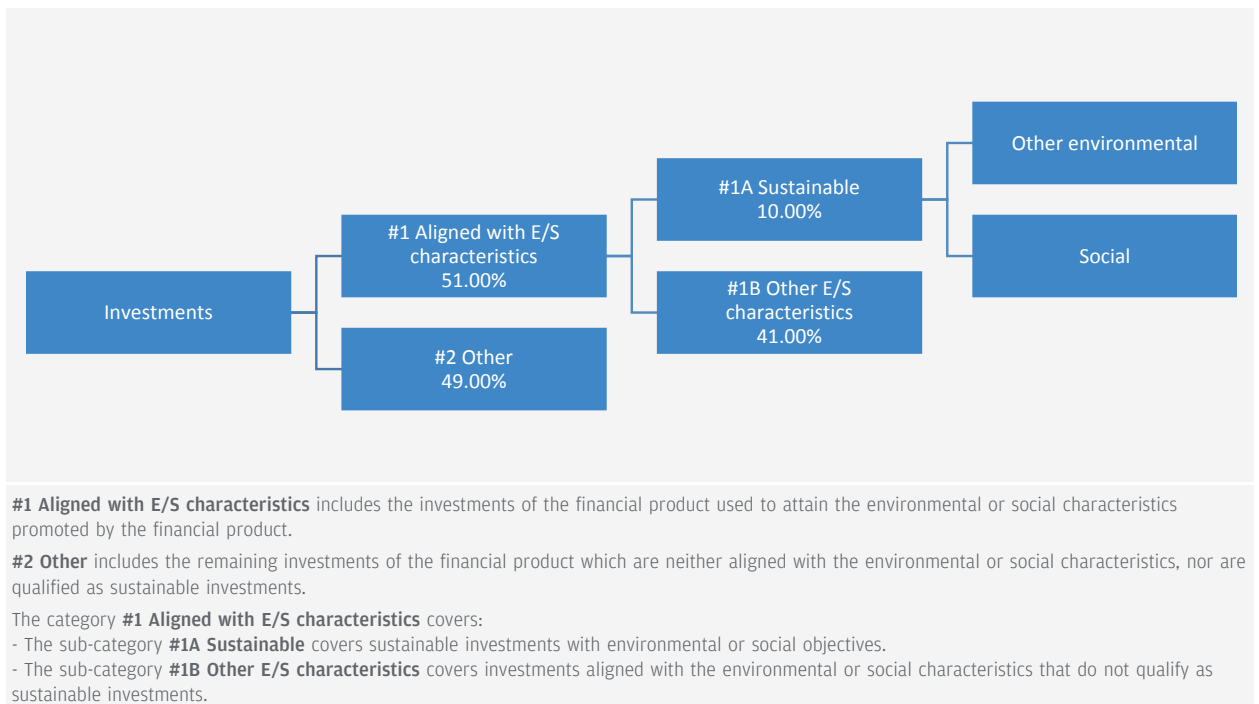 Other environmental
#1A Sustainable
10.00%
#1 Aligned with E/S
characteristics
51.00%
Social
#1B Other E/S
characteristics
41.00%
Investments
#2 Other
49.00%
#1 Aligned with E/S characteristics includes the investments of the financial product used to attain the environmental or social characteristics
promoted by the financial product.
#2 Other includes the remaining investments of the financial product which are neither aligned with the environmental or social characteristics, nor are
qualified as sustainable investments.
The category #1 Aligned with E/S characteristics covers:
- The sub-category #1A Sustainable covers sustainable investments with environmental or social objectives.
- The sub-category #1B Other E/S characteristics covers investments aligned with the environmental or social characteristics that do not qualify as
sustainable investments.